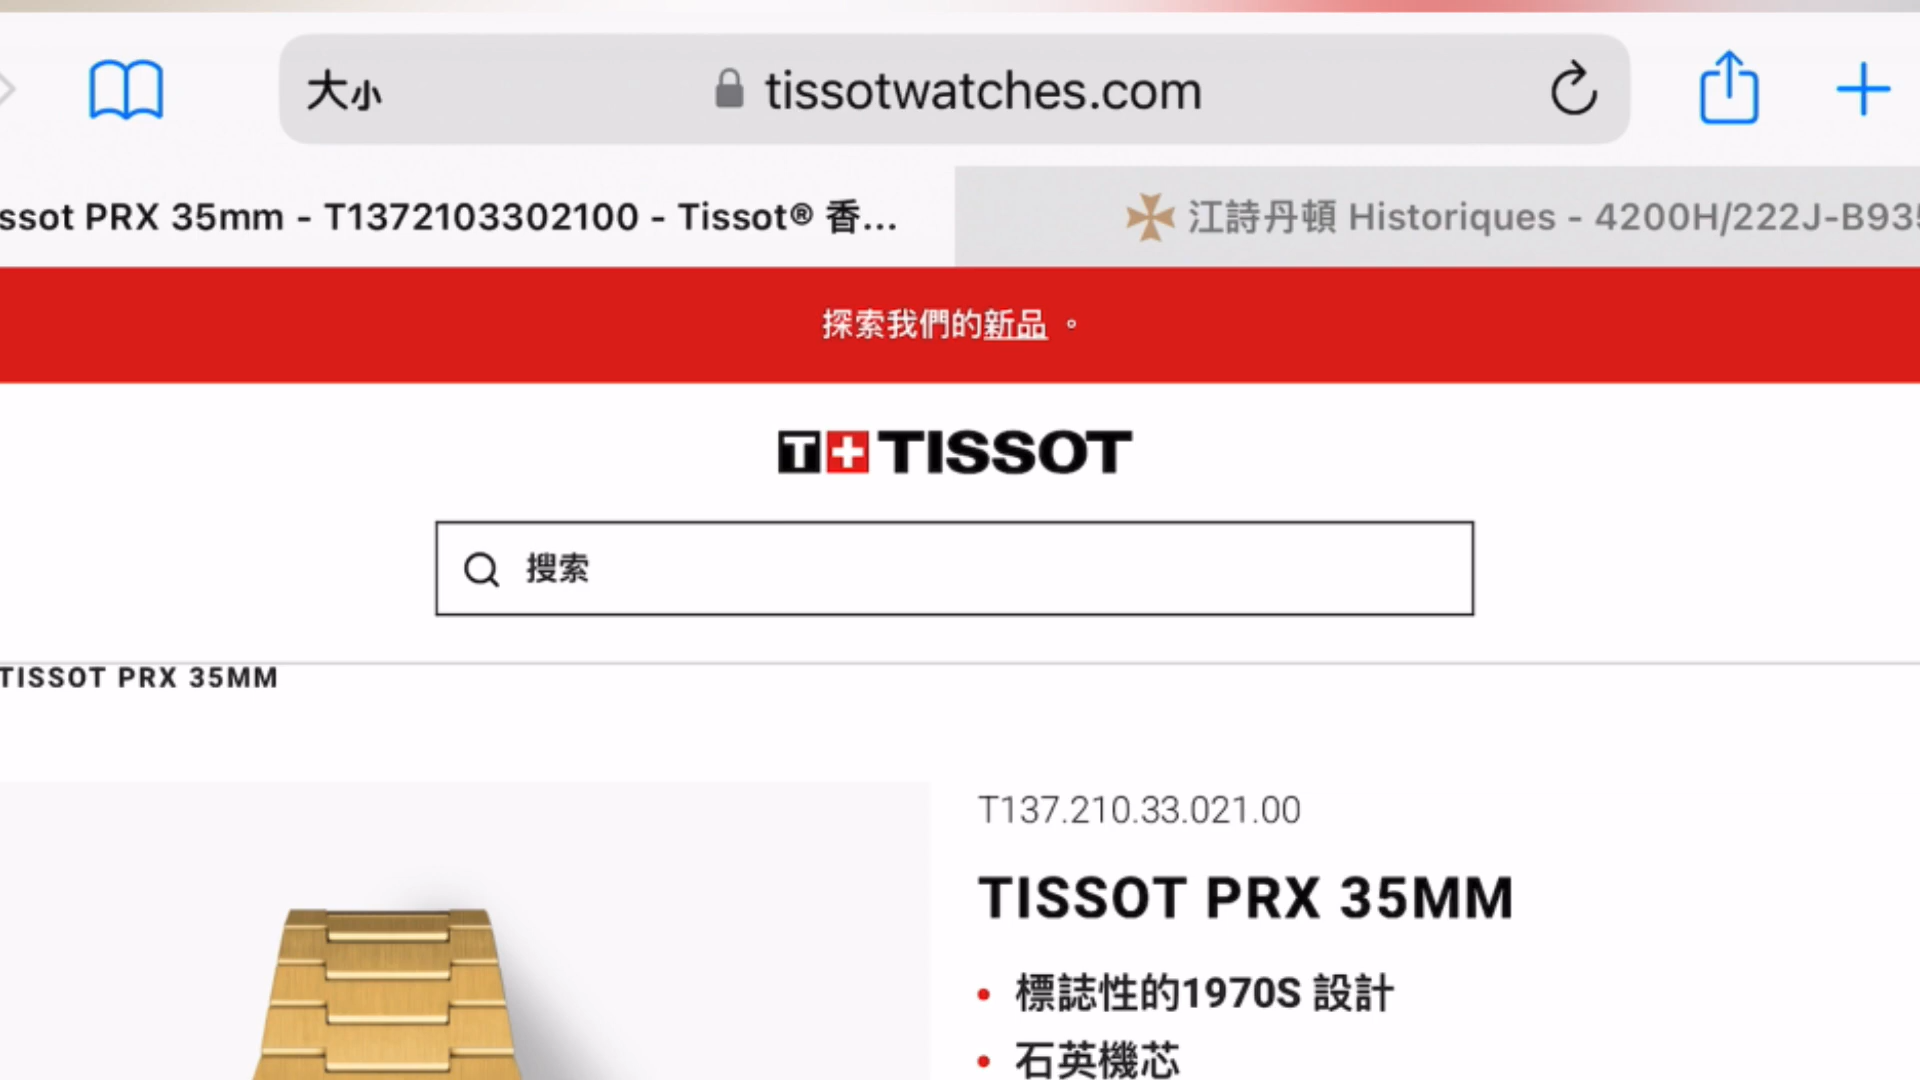 大小 tissotwatches.com
ssot PRX 35mm - T1372103302100 - Tissot® 香...
江詩丹頓 Historiques - 4200H/222J-B935
探索我們的新品 。
T+ TISSOT
搜索
TISSOT PRX 35MM
T137.210.33.021.00
TISSOT PRX 35MM
• 標誌性的1970S 設計
• 石英機芯